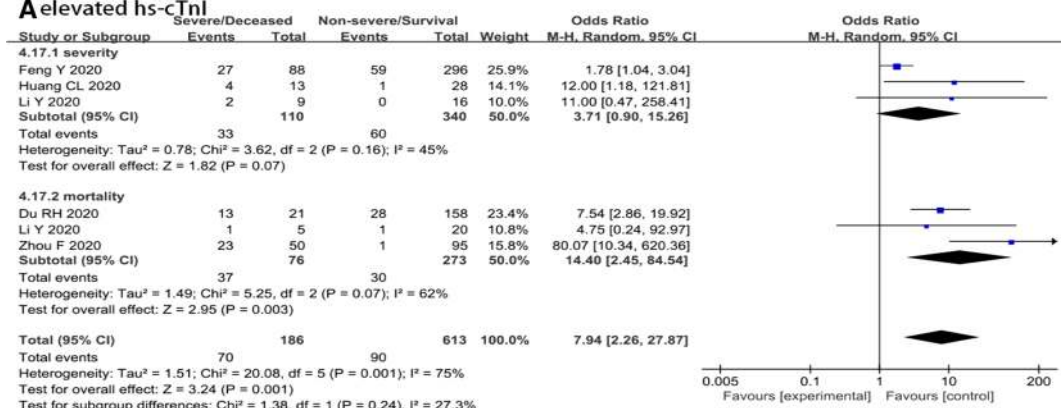 A elevated hs-cTnI
Severe/Deceased Non-severe/Survival Odds Ratio Odds Ratio
Study or Subgroup Events Total Events Total Weight M-H, Random, 95% CI M-H, Random, 95% CI
4.17.1 severity
Feng Y 2020 27 88 59 296 25.9% 1.78 [1.04, 3.04]
Huang CL 2020 4 13 1 28 14.1% 12.00 [1.18, 121.81]
Li Y 2020 2 9 0 16 10.0% 11.00 [0.47, 258.41]
Subtotal (95% CI) 110 340 50.0% 3.71 [0.90, 15.26]
Total events 33 60
Heterogeneity: Tau² = 0.78; Chi² = 3.62, df = 2 (P = 0.16); I² = 45%
Test for overall effect: Z = 1.82 (P = 0.07)
4.17.2 mortality
Du RH 2020 13 21 28 158 23.4% 7.54 [2.86, 19.92]
Li Y 2020 1 5 1 20 10.8% 4.75 [0.24, 92.97]
Zhou F 2020 23 50 1 95 15.8% 80.07 [10.34, 620.36]
Subtotal (95% CI) 76 273 50.0% 14.40 [2.45, 84.54]
Total events 37 30
Heterogeneity: Tau² = 1.49; Chi² = 5.25, df = 2 (P = 0.07); I² = 62%
Test for overall effect: Z = 2.95 (P = 0.003)
Total (95% CI) 186 613 100.0% 7.94 [2.26, 27.87]
Total events 70 90
Heterogeneity: Tau² = 1.51; Chi² = 20.08, df = 5 (P = 0.001); I² = 75%
Test for overall effect: Z = 3.24 (P = 0.001)
Test for subgroup differences: Chi² = 1.38, df = 1 (P = 0.24), I² = 27.3%
0.005 0.1 1 10 200
Favours [experimental] Favours [control]